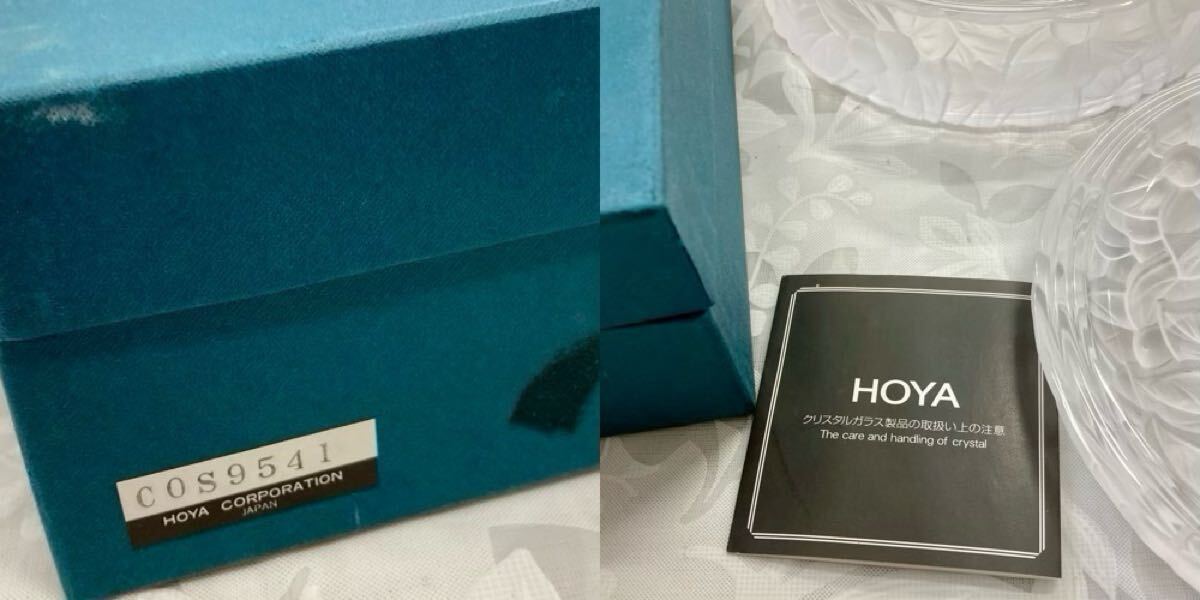 COS9541
HOYA CORPORATION
JAPAN
HOYA
クリスタルガラス製品の取扱い上の注意
The care and handling of crystal